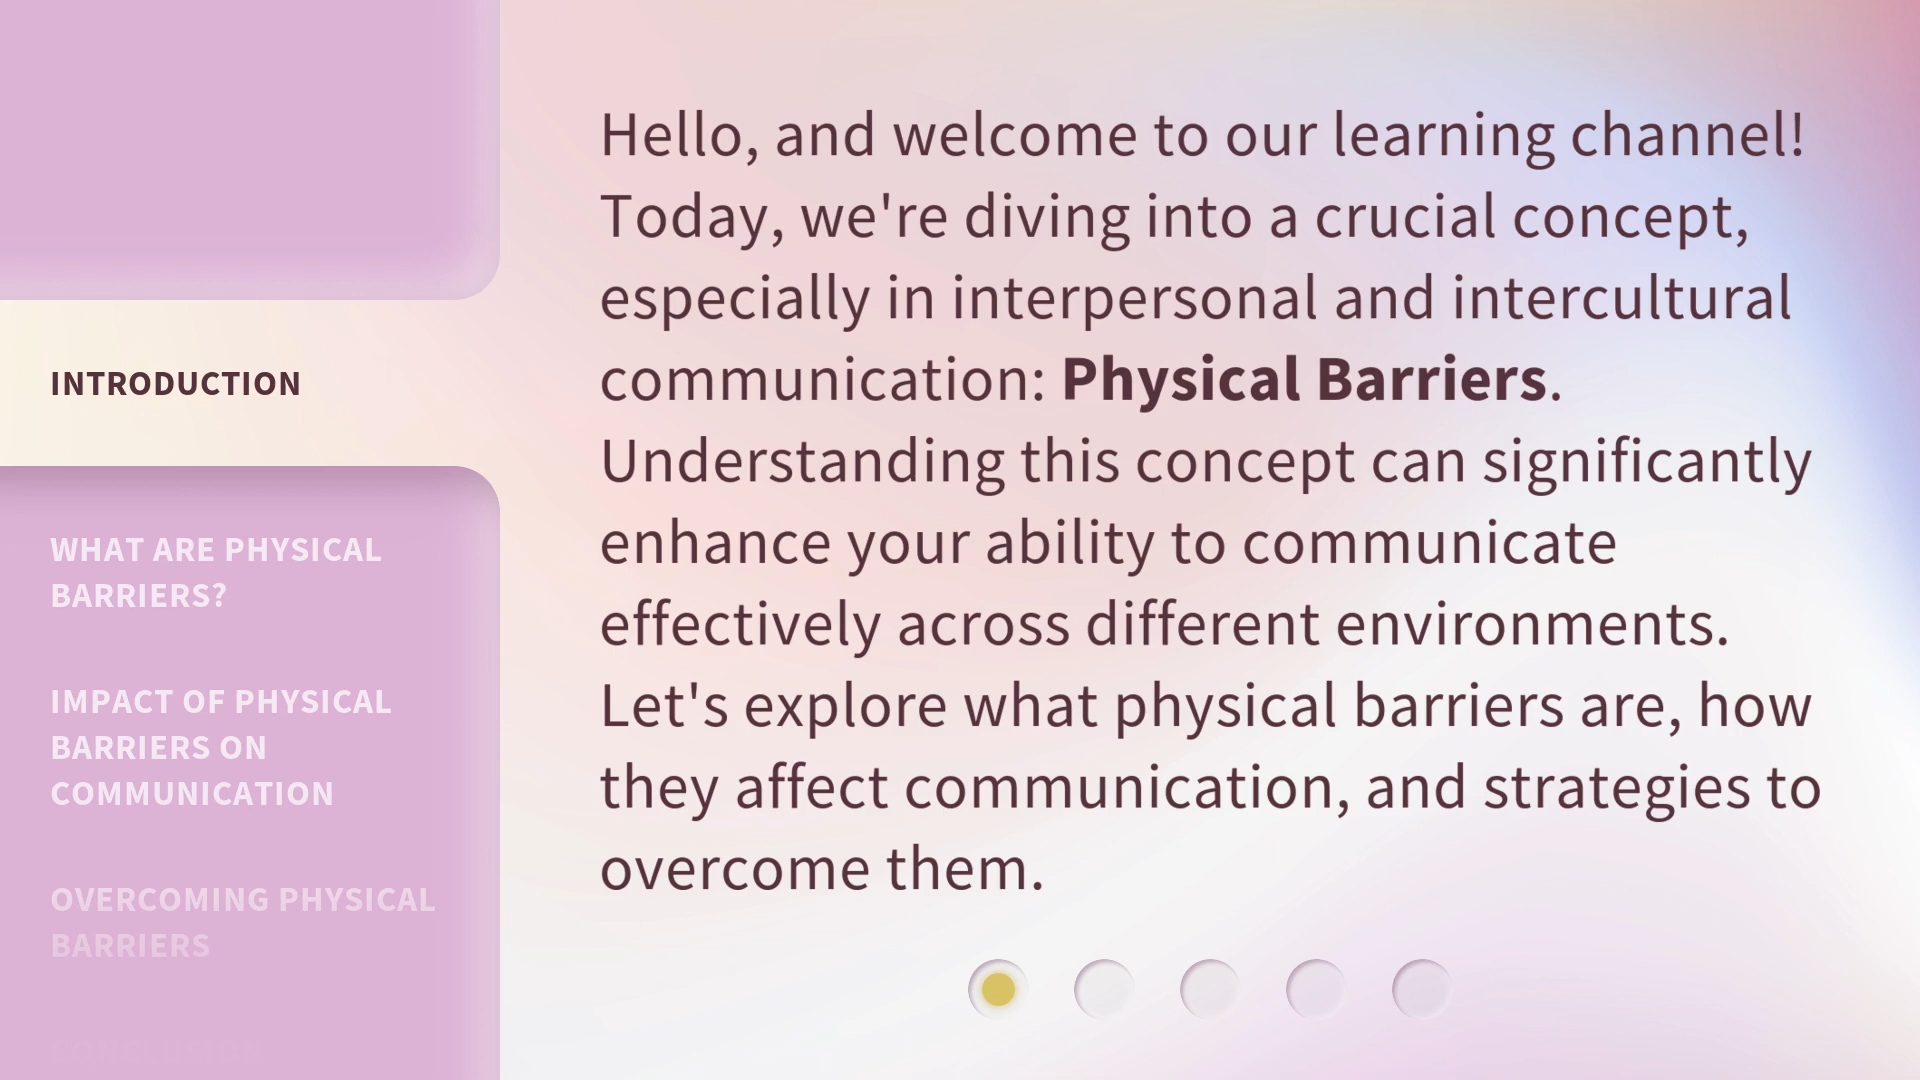 INTRODUCTION
WHAT ARE PHYSICAL
BARRIERS?
IMPACT OF PHYSICAL
BARRIERS ON
COMMUNICATION
OVERCOMING PHYSICAL
BARRIERS
CONCLUSION
Hello, and welcome to our learning channel!
Today, we're diving into a crucial concept,
especially in interpersonal and intercultural
communication: Physical Barriers.
Understanding this concept can significantly
enhance your ability to communicate
effectively across different environments.
Let's explore what physical barriers are, how
they affect communication, and strategies to
overcome them.